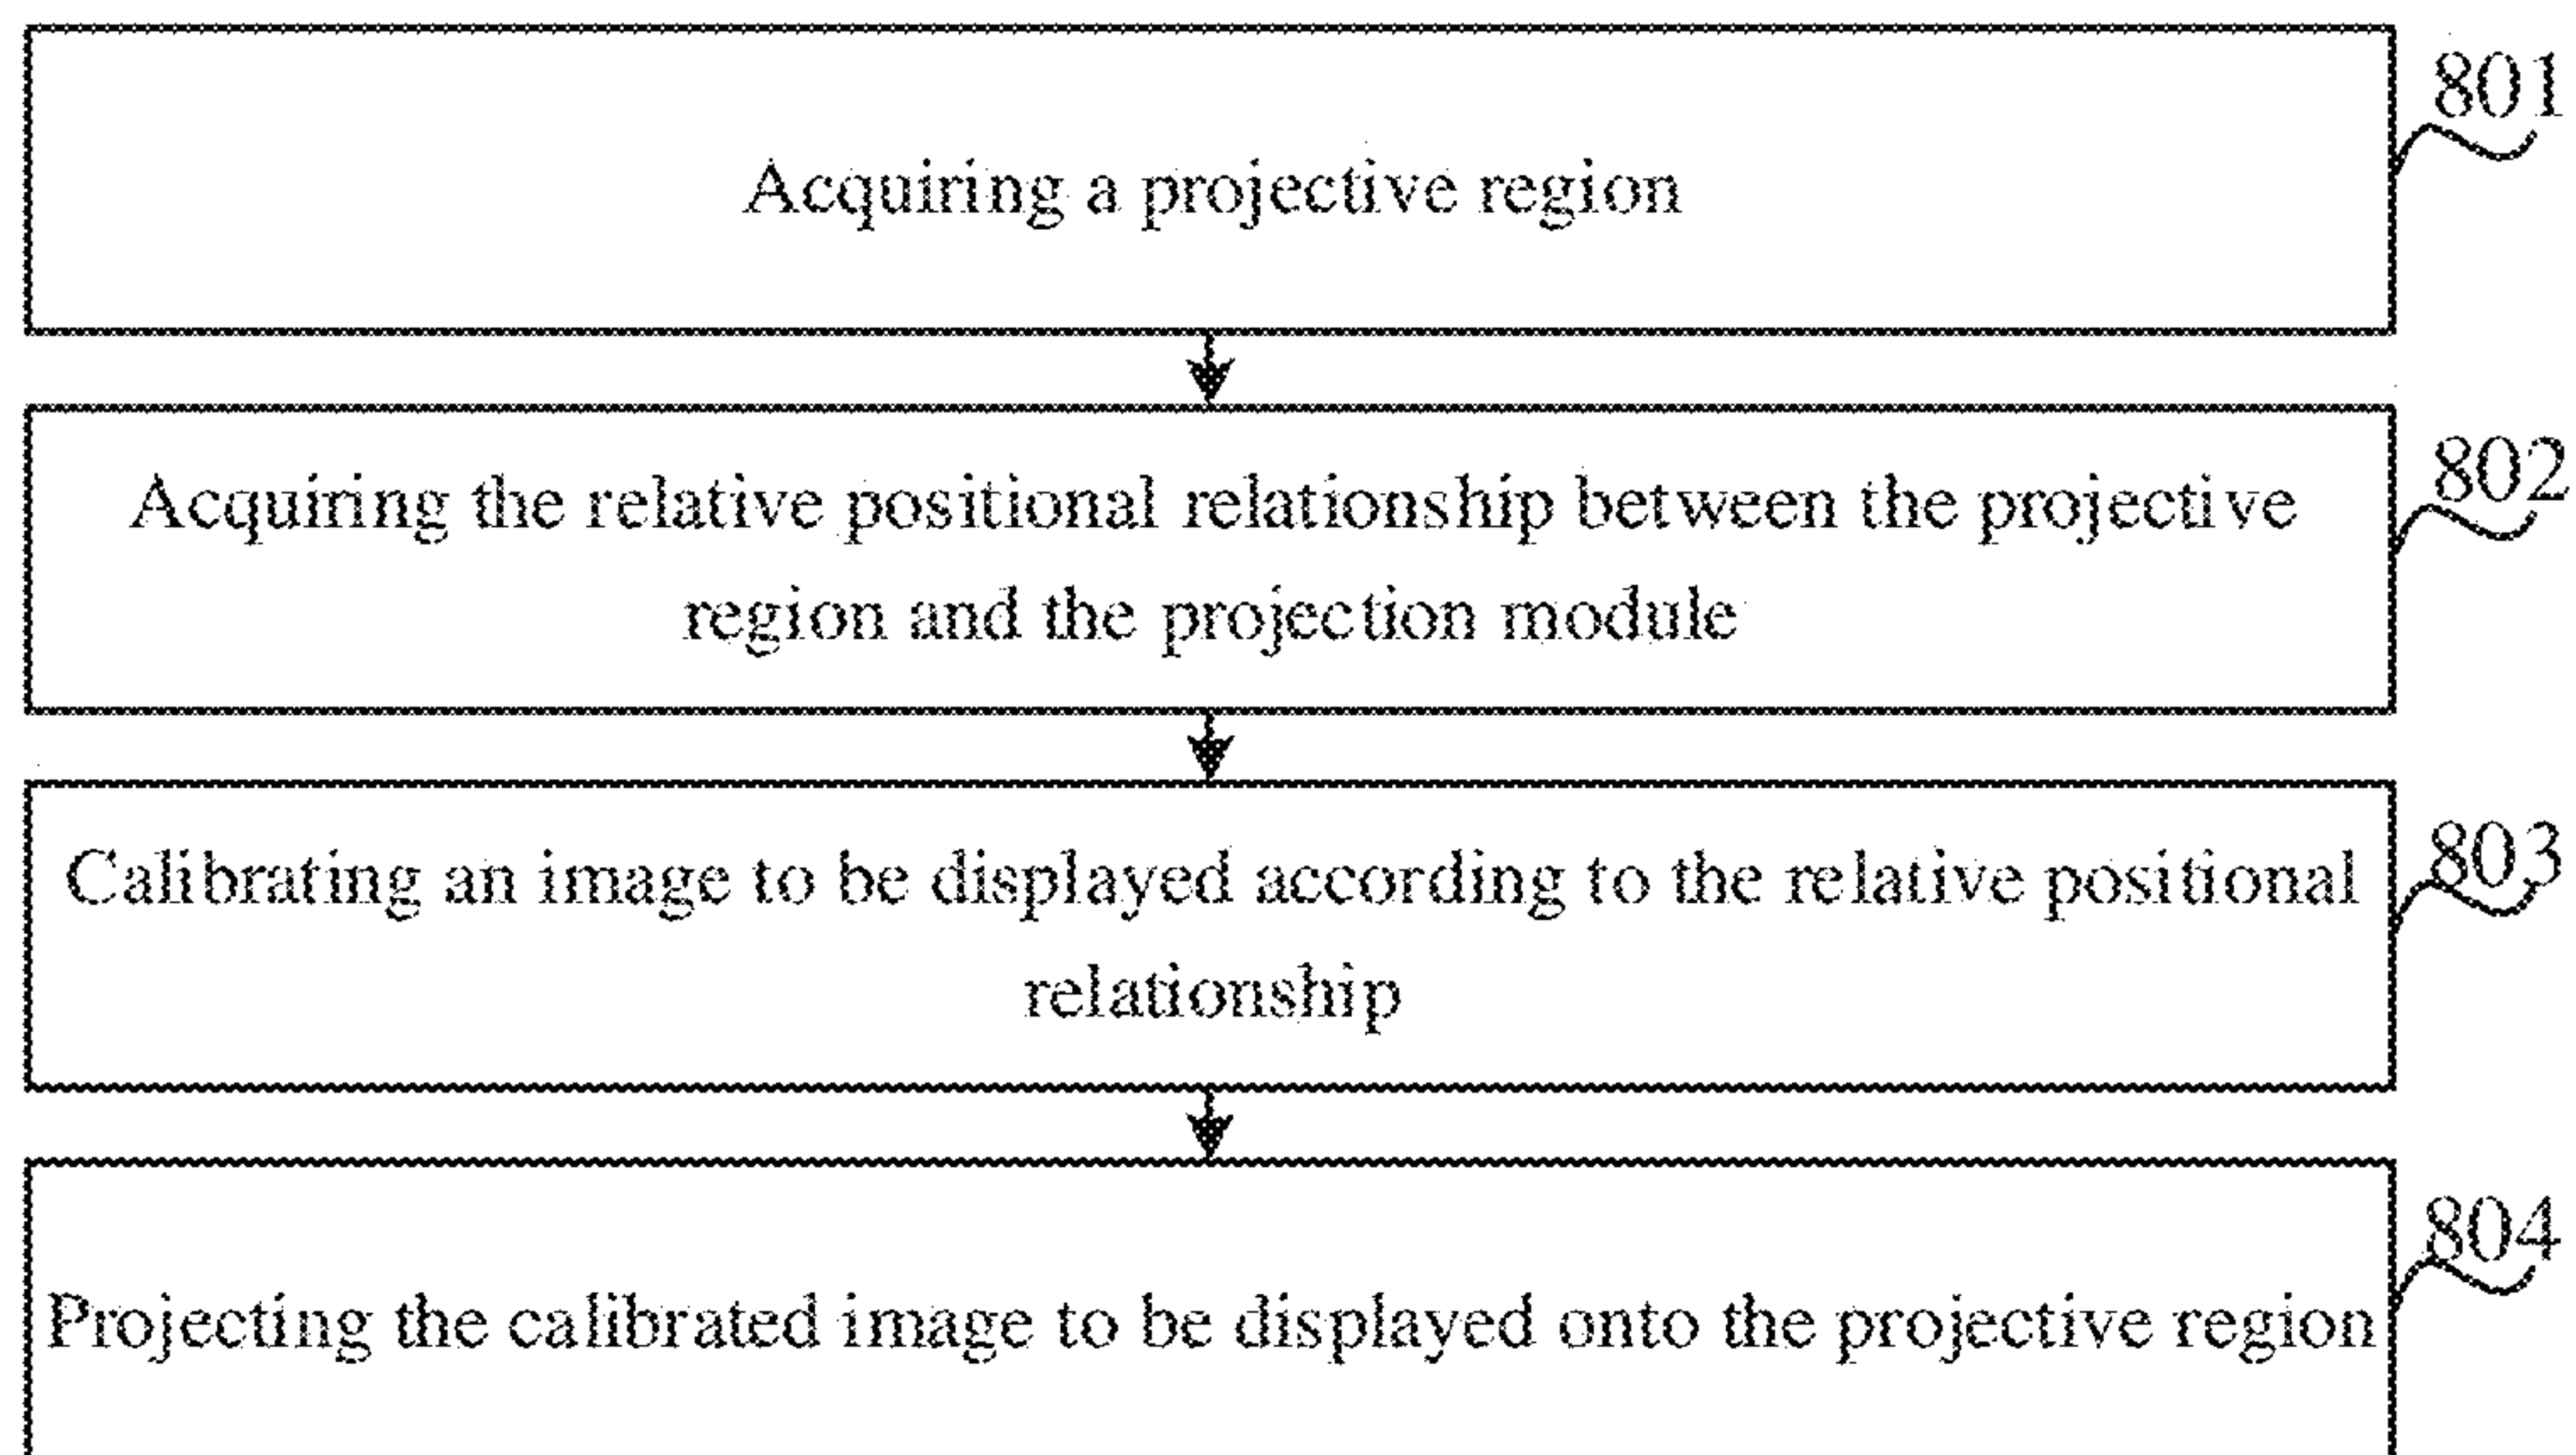 801
Acquiring a projective region
802
Acquiring the relative positional relationship between the projective
region and the projection module
803
Calibrating an image to be displayed according to the relative positional
relationship
804
Projecting the calibrated image to be displayed onto the projective region